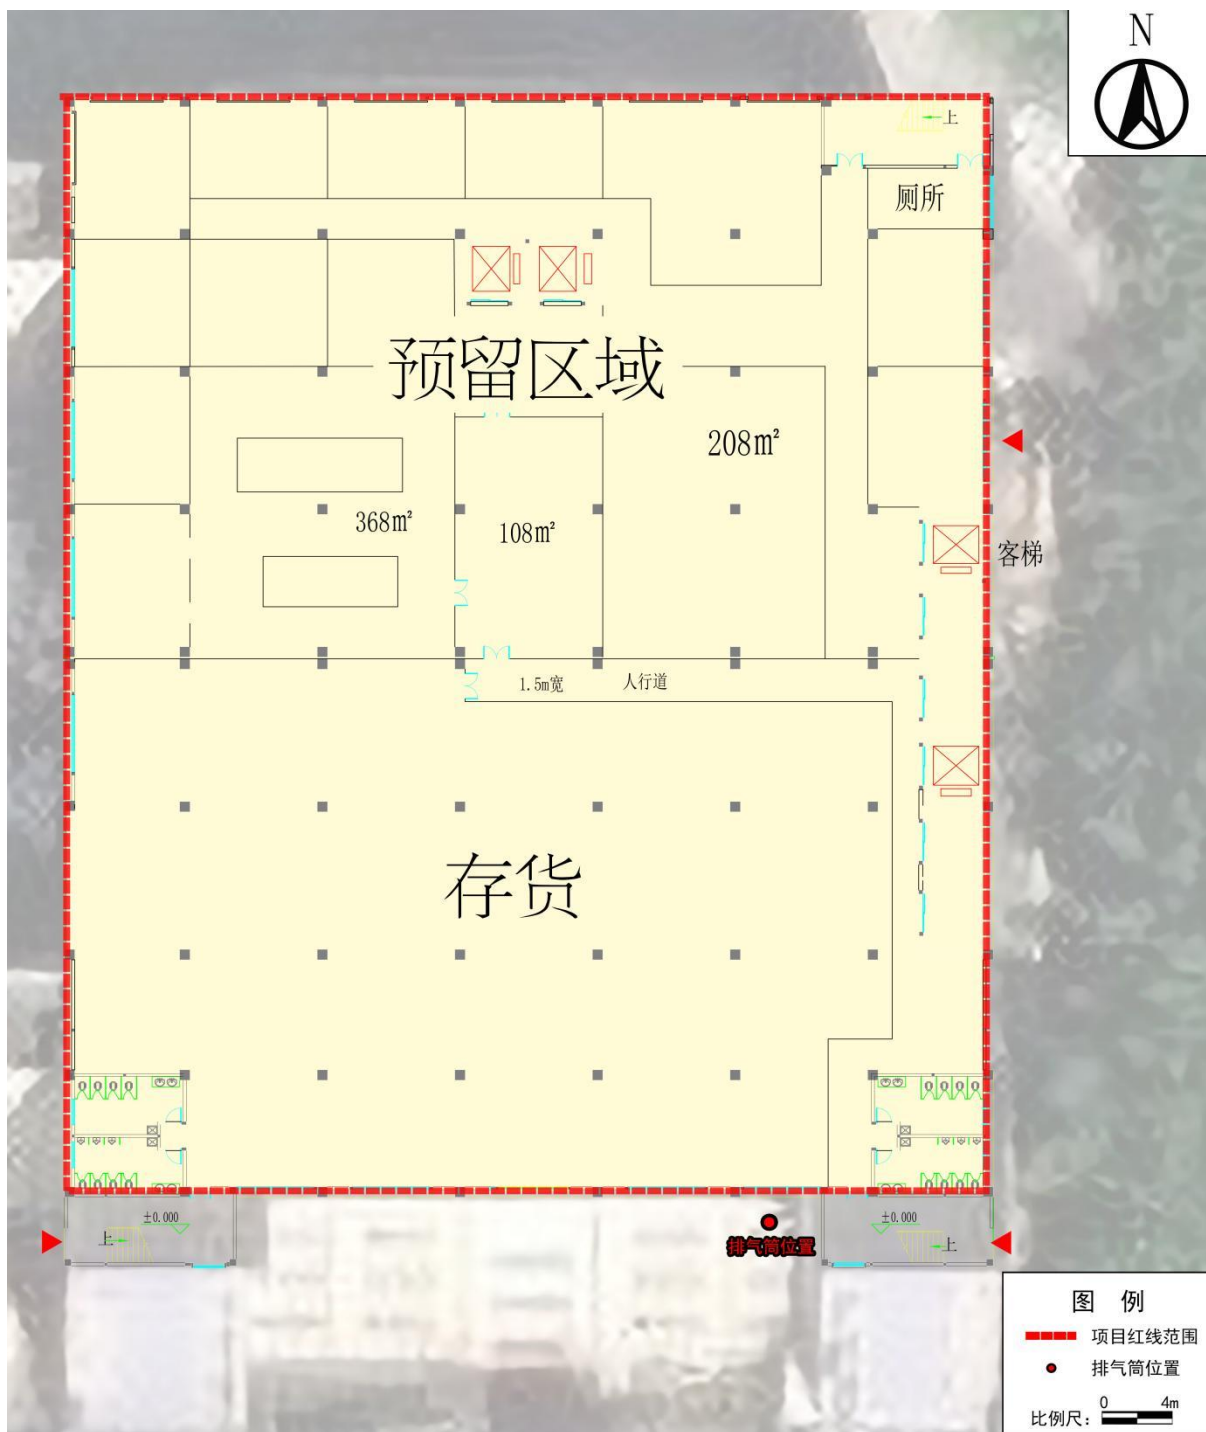 N
上
厕所
预留区域
208m²
368m²
108m²
客梯
1.5m宽
人行道
存货
±0.000
上
排气筒位置
±0.000
上
图 例
项目红线范围
排气筒位置
比例尺：
0 4m